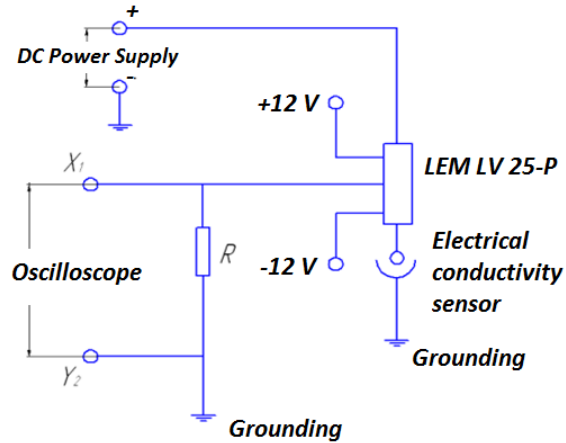 +
DC Power Supply
-
+12 V
X1
LEM LV 25-P
R
Oscilloscope
-12 V
Electrical
conductivity
sensor
Grounding
Y2
Grounding